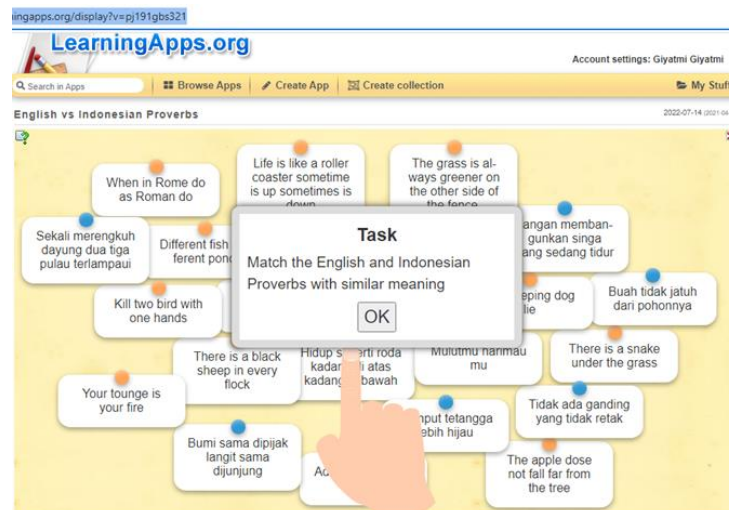 ingapps.org/display?v=pj191gbs321
LearningApps.org
Account settings: Giyatmi Giyatmi
Search in Apps
Browse Apps
Create App
Create collection
My Stuff
English vs Indonesian Proverbs
2022-07-14
When in Rome do
as Roman do
Life is like a roller
coaster sometime
is up sometimes is
down
The grass is al-
ways greener on
the other side of
the fence
Sekali merengkuh
dayung dua tiga
pulau terlampaui
Different fish
ferent pond
Task
Match the English and Indonesian
Proverbs with similar meaning
OK
angan memban-
gunkan singa
ang sedang tidur
Kill two bird with
one hands
eping dog
lie
Buah tidak jatuh
dari pohonnya
There is a black
sheep in every
flock
Hidup s erti roda
kadan i atas
kadang bawah
Mulutmu harimau
mu
There is a snake
under the grass
Your tounge is
your fire
Bumi sama dipijak
langit sama
dijunjung
Ad
mput tetangga
ebih hijau
Tidak ada ganding
yang tidak retak
The apple dose
not fall far from
the tree